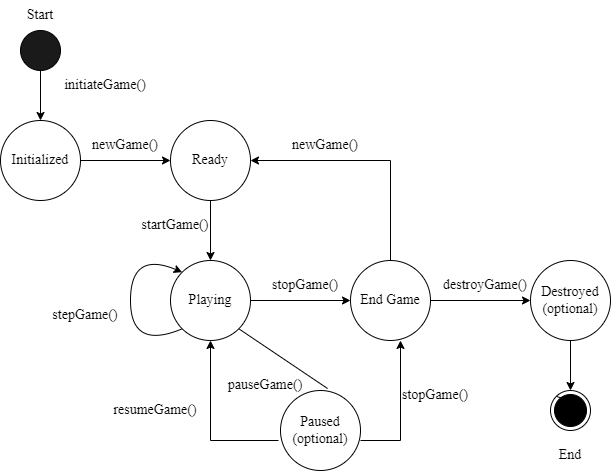 Start
initiateGame()
Initialized
newGame()
Ready
newGame()
startGame()
stepGame()
Playing
stopGame()
End Game
destroyGame()
Destroyed
(optional)
pauseGame()
resumeGame()
stopGame()
Paused
(optional)
End